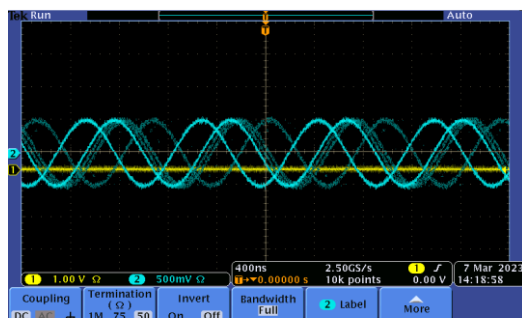 Tek Run Auto
T
T
2
1
400ns 2.50GS/s 1 7 Mar 2023
1 1.00 V Ω 2 500mV Ω T→▼0.00000 s 10k points 0.00 V 14:18:58
Coupling Termination Invert Bandwidth 2 Label More
(Ω) Full
DC AC 1M 75 50 On Off